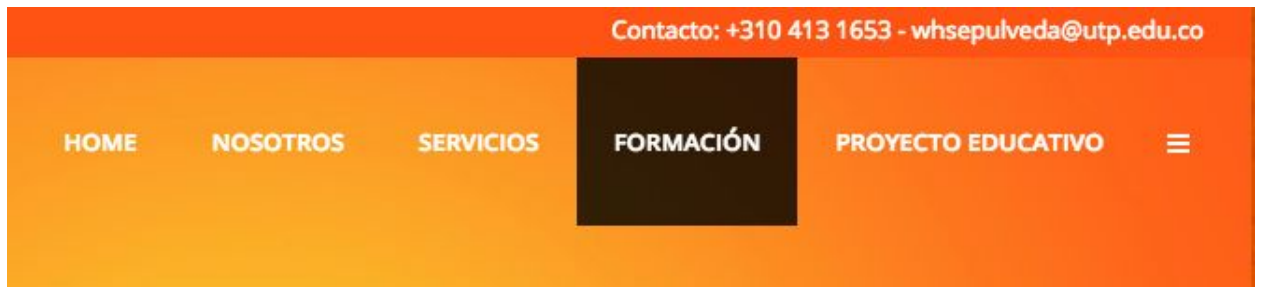 Contacto: +310 413 1653 - whsepulveda@utp.edu.co
HOME NOSOTROS SERVICIOS FORMACIÓN PROYECTO EDUCATIVO